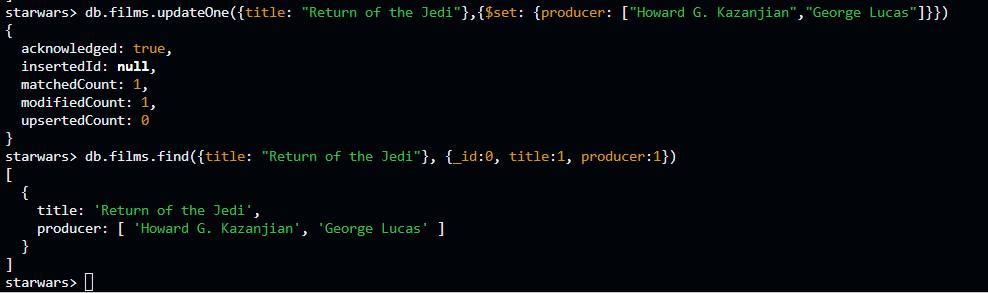 starwars> db.films.updateOne({title: "Return of the Jedi"},{$set: {producer: ["Howard G. Kazanjian","George Lucas"]}})
{
  acknowledged: true,
  insertedId: null,
  matchedCount: 1,
  modifiedCount: 1,
  upsertedCount: 0
}
starwars> db.films.find({title: "Return of the Jedi"}, {_id:0, title:1, producer:1})
[
  {
    title: 'Return of the Jedi',
    producer: [ 'Howard G. Kazanjian', 'George Lucas' ]
  }
]
starwars>